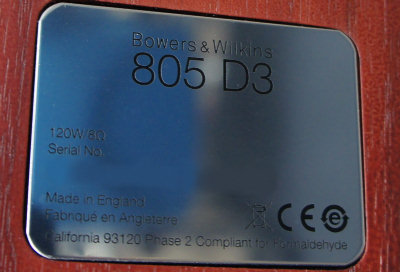 Bowers & Wilkins
805 D3
120W/8Ω
Serial No.
Made in England
Fabriqué en Angleterre
CE e
California 93120 Phase 2 Compliant for Formaldehyde